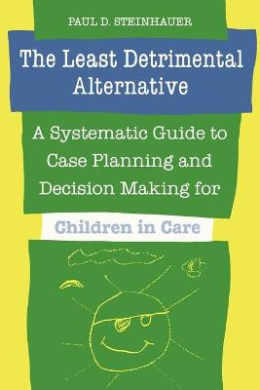 PAUL D. STEINHAUER
The Least Detrimental
Alternative
A Systematic Guide to
Case Planning and
Decision Making for
Children in Care